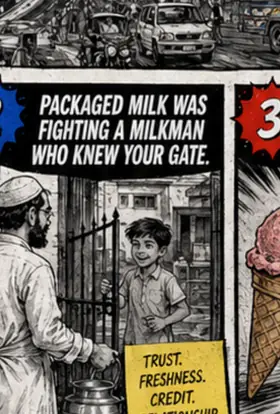 PACKAGED MILK WAS
FIGHTING A MILKMAN
WHO KNEW YOUR GATE.
3
TRUST.
FRESHNESS.
CREDIT.